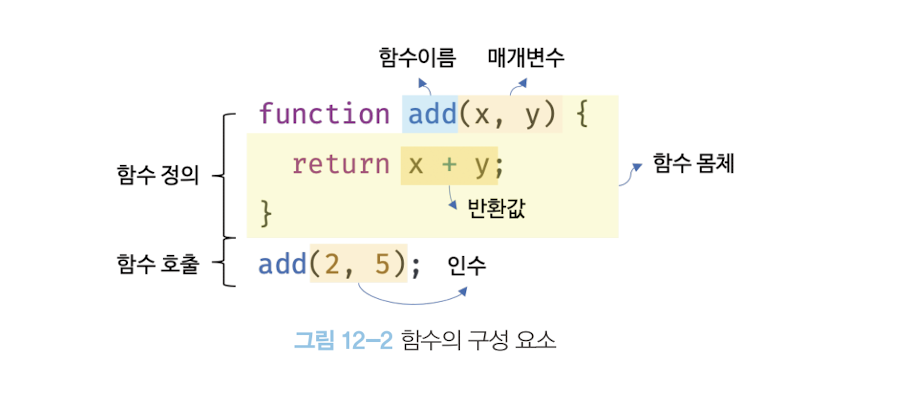 함수이름 매개변수
function add(x, y) {
함수 정의 return x + y; 함수 몸체
} 반환값
함수 호출 add(2, 5); 인수
그림 12-2 함수의 구성 요소